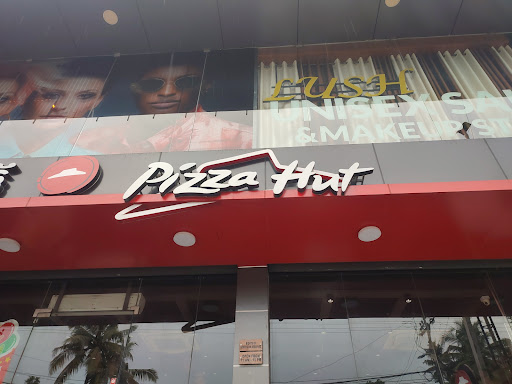 LUSH
UNISEX SA
& MAKEUP ST
Pizza Hut